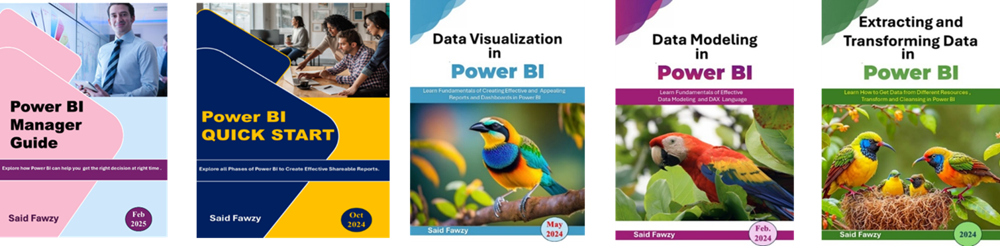 Power BI
Manager
Guide
Explore how Power BI can help you get the right decision at right time .
Said Fawzy
Feb
2025
Power BI
QUICK START
Explore all Phases of Power BI to Create Effective Shareable Reports.
Said Fawzy
Oct
2024
Data Visualization
in
Power BI
Learn Fundamentals of Creating Effective and Appealing
Reports and Dashboards in Power BI
Said Fawzy
May
2024
Data Modeling
in
Power BI
Learn Fundamentals of Effective
Data Modeling and DAX Language
Said Fawzy
Feb.
2024
Extracting and
Transforming Data
in
Power BI
Learn How to Get Data from Different Resources ,
Transform and Cleansing in Power BI
Said Fawzy
2024